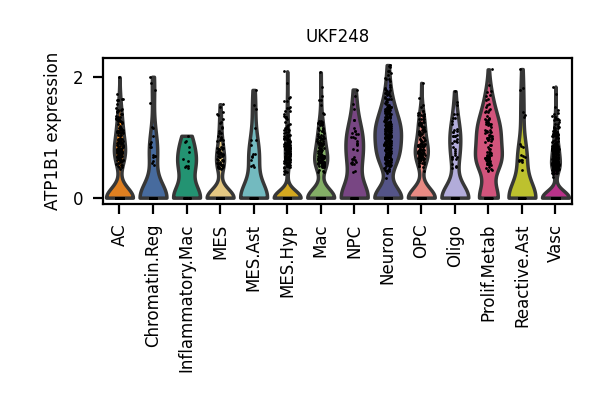 UKF248
ATP1B1 expression
2
0
AC
Chromatin.Reg
Inflammatory.Mac
MES
MES.Ast
MES.Hyp
Mac
NPC
Neuron
OPC
Oligo
Prolif.Metab
Reactive.Ast
Vasc